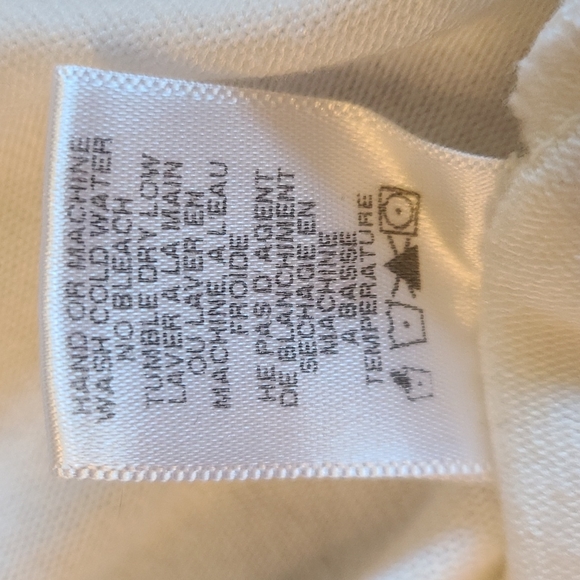 HAND OR MACHINE
WASH COLD WATER
NO BLEACH
TUMBLE DRY LOW
LAVER A LA MAIN
OU LAVER EN
MACHINE A L'EAU
FROIDE
HE PAS D'AGENT
DE BLANCHIMENT
SECHAGE EN
MACHINE
A BASSE
TEMPERATURE